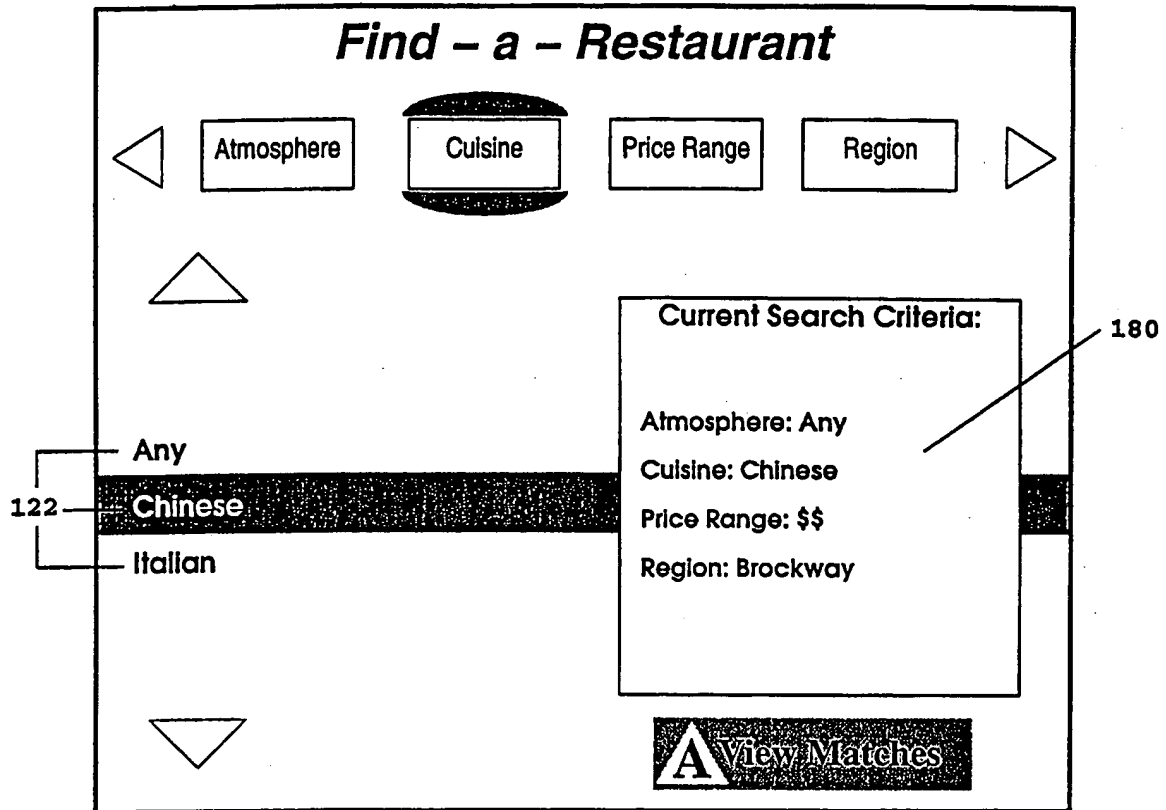 Find – a – Restaurant
Atmosphere
Cuisine
Price Range
Region
Current Search Criteria:
180
Atmosphere: Any
Any
Cuisine: Chinese
122
Chinese
Price Range: $$
Italian
Region: Brockway
A View Matches